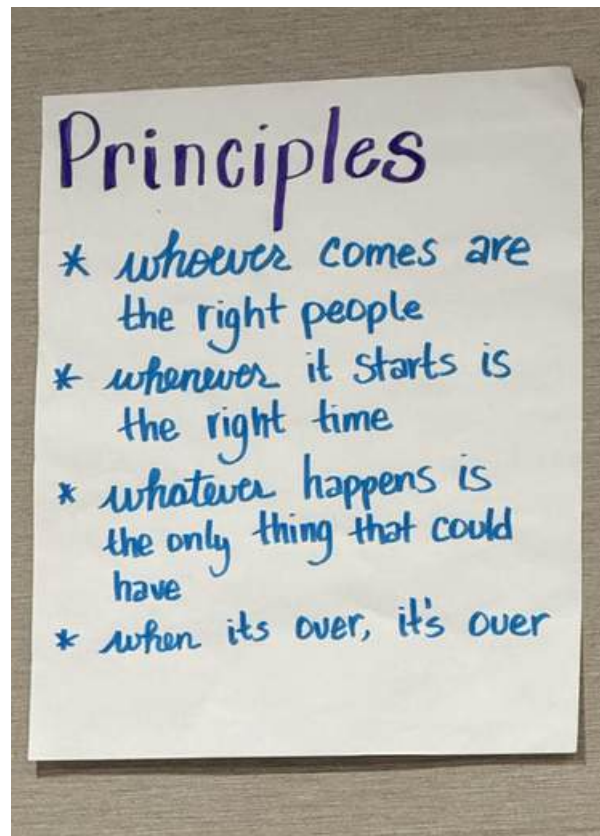 Principles
* whoever comes are
the right people
* whenever it starts is
the right time
* whatever happens is
the only thing that could
have
* when its over, it's over